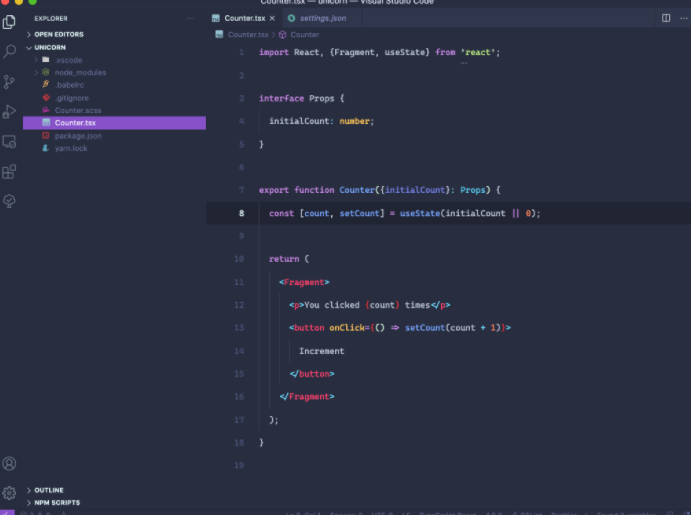 Counter.tsx — unicorn — Visual Studio Code
EXPLORER
OPEN EDITORS
UNICORN
.vscode
node_modules
.babelrc
.gitignore
Counter.scss
Counter.tsx
package.json
yarn.lock
OUTLINE
NPM SCRIPTS
Counter.tsx
settings.json
Counter.tsx > Counter
1 import React, {Fragment, useState} from 'react';
2
3 interface Props {
4 initialCount: number;
5 }
6
7 export function Counter({initialCount}: Props) {
8 const [count, setCount] = useState(initialCount || 0);
9
10 return (
11 <Fragment>
12 <p>You clicked {count} times</p>
13 <button onClick={() => setCount(count + 1)}>
14 Increment
15 </button>
16 </Fragment>
17 );
18 }
19